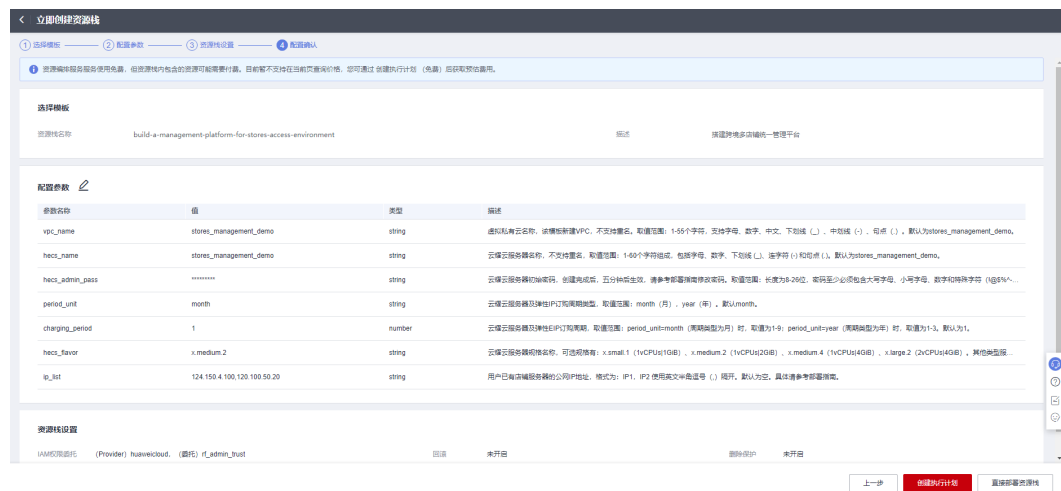 < 立即创建资源栈
1 选择模板 2 配置参数 3 资源栈设置 4 配置确认
资源编排服务服务使用免费，但资源栈内包含的资源可能需要付费。目前暂不支持在当前页查询价格，您可通过 创建执行计划 （免费）后获取预估费用。
选择模板
资源栈名称 build-a-management-platform-for-stores-access-environment 描述 搭建跨境多店铺统一管理平台
配置参数
参数名称 值 类型 描述
vpc_name stores_management_demo string 虚拟私有云名称，该模板新建VPC，不支持重名。取值范围：1-55个字符，支持字母、数字、中文、下划线（_）、中划线（-）、句点（.）。默认为stores_management_demo。
hecs_name stores_management_demo string 云耀云服务器名称，不支持重名。取值范围：1-60个字符组成，包括字母、数字、下划线 (_)、连字符 (-) 和句点 (.)。默认为stores_management_demo。
hecs_admin_pass ********* string 云耀云服务器初始密码，创建完成后，五分钟后生效，请参考部署指南修改密码。取值范围：长度为8-26位，密码至少必须包含大写字母、小写字母、数字和特殊字符（!@$%^-...
period_unit month string 云耀云服务器及弹性IP订购周期类型，取值范围：month（月），year（年）。默认month。
charging_period 1 number 云耀云服务器及弹性EIP订购周期，取值范围：period_unit=month（周期类型为月）时，取值为1-9；period_unit=year（周期类型为年）时，取值为1-3。默认为1。
hecs_flavor x.medium.2 string 云耀云服务器规格名称，可选规格有：x.small.1（1vCPUs|1GiB）、x.medium.2（1vCPUs|2GiB）、x.medium.4（1vCPUs|4GiB）、x.large.2（2vCPUs|4GiB）。其他类型服...
ip_list 124.150.4.100,120.100.50.20 string 用户已有店铺服务器的公网IP地址，格式为：IP1，IP2 使用英文半角逗号（,）隔开。默认为空。具体请参考部署指南。
资源栈设置
IAM权限委托 (Provider) huaweicloud, (委托) rf_admin_trust 回滚 未开启 删除保护 未开启
上一步 创建执行计划 直接部署资源栈